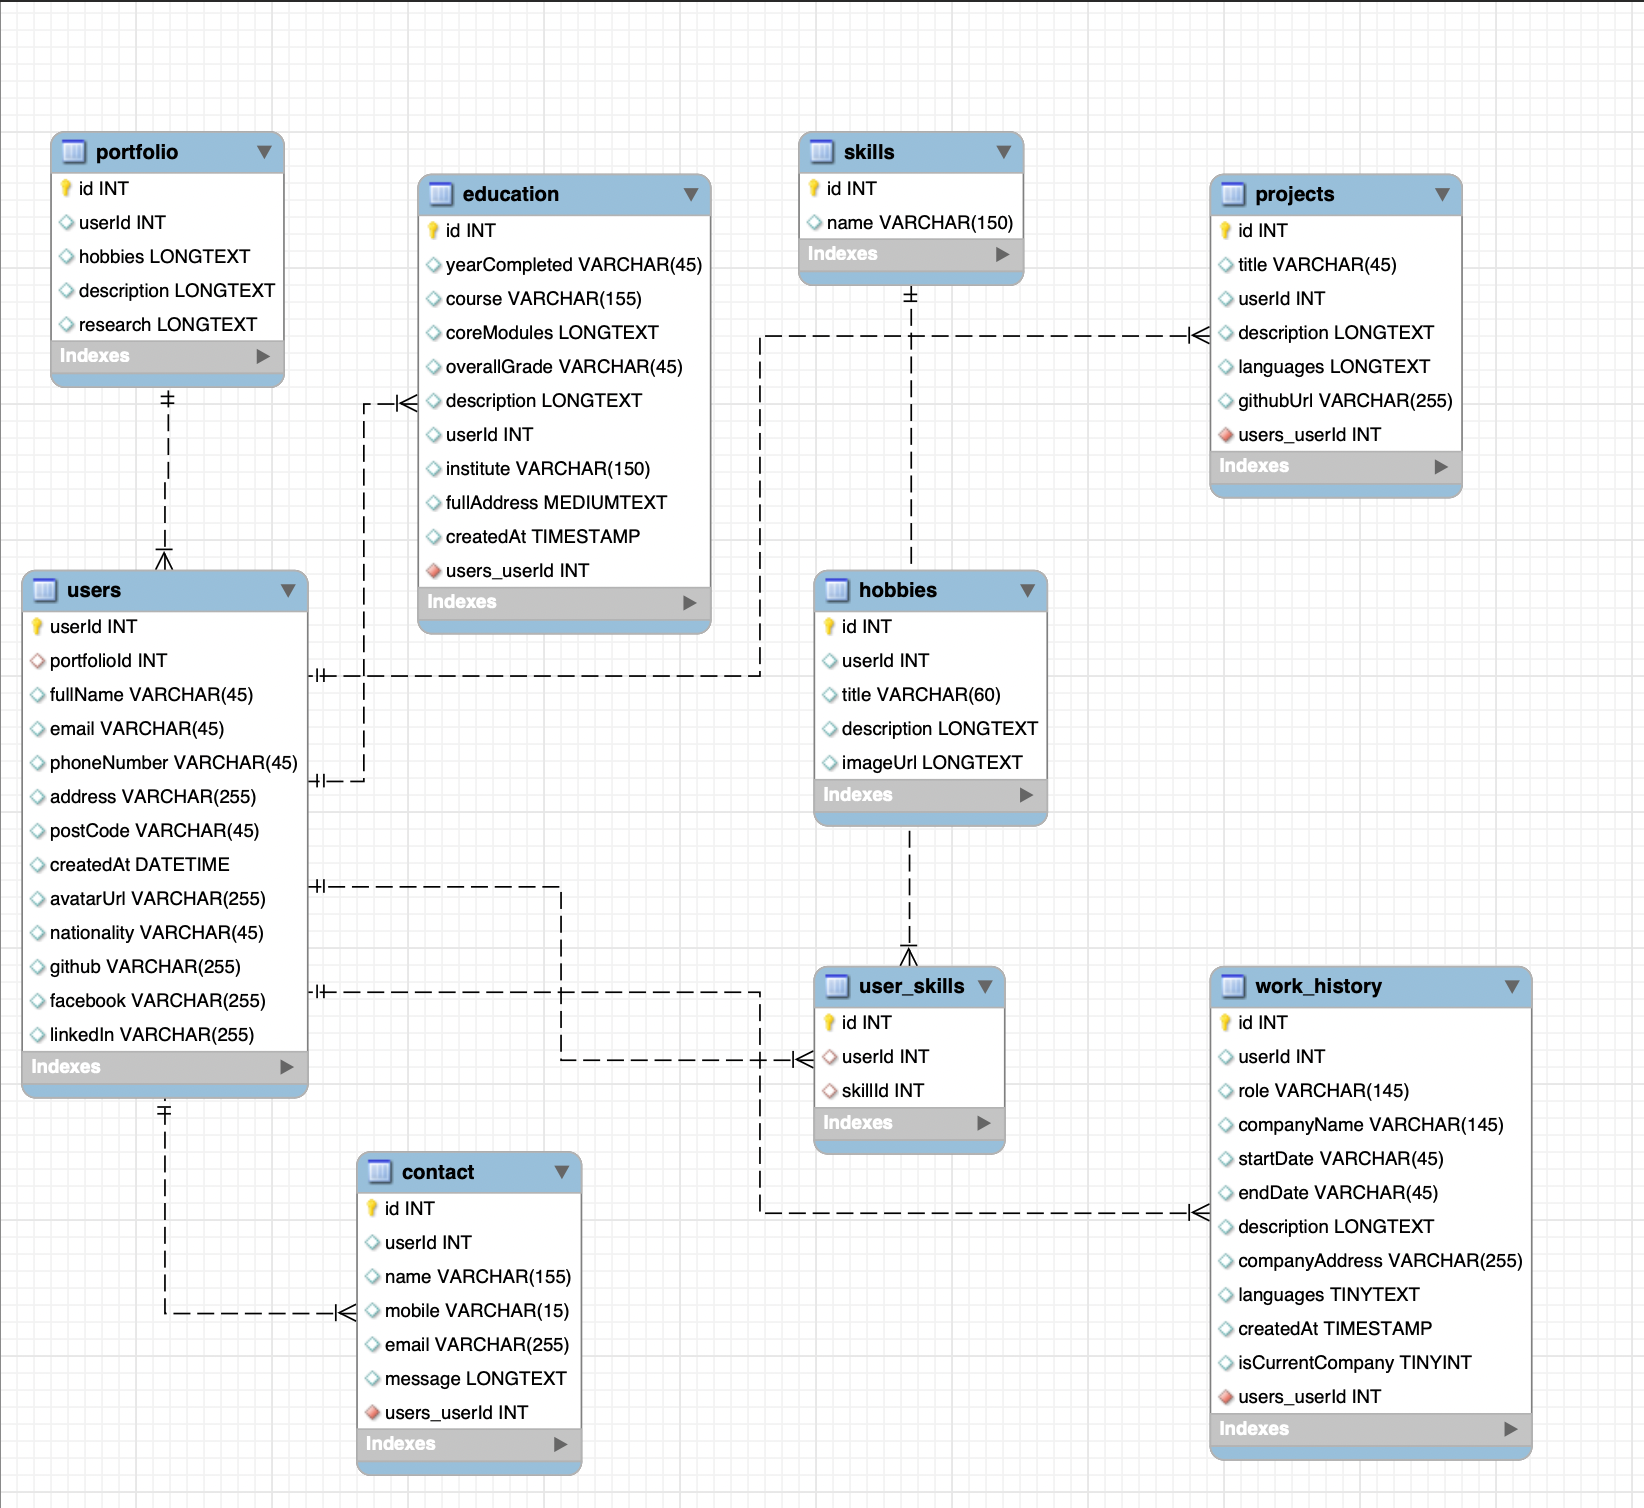 portfolio
id INT
userId INT
hobbies LONGTEXT
description LONGTEXT
research LONGTEXT
Indexes
education
id INT
yearCompleted VARCHAR(45)
course VARCHAR(155)
coreModules LONGTEXT
overallGrade VARCHAR(45)
description LONGTEXT
userId INT
institute VARCHAR(150)
fullAddress MEDIUMTEXT
createdAt TIMESTAMP
users_userId INT
Indexes
skills
id INT
name VARCHAR(150)
Indexes
projects
id INT
title VARCHAR(45)
userId INT
description LONGTEXT
languages LONGTEXT
githubUrl VARCHAR(255)
users_userId INT
Indexes
users
userId INT
portfolioId INT
fullName VARCHAR(45)
email VARCHAR(45)
phoneNumber VARCHAR(45)
address VARCHAR(255)
postCode VARCHAR(45)
createdAt DATETIME
avatarUrl VARCHAR(255)
nationality VARCHAR(45)
github VARCHAR(255)
facebook VARCHAR(255)
linkedIn VARCHAR(255)
Indexes
hobbies
id INT
userId INT
title VARCHAR(60)
description LONGTEXT
imageUrl LONGTEXT
Indexes
user_skills
id INT
userId INT
skillId INT
Indexes
work_history
id INT
userId INT
role VARCHAR(145)
companyName VARCHAR(145)
startDate VARCHAR(45)
endDate VARCHAR(45)
description LONGTEXT
companyAddress VARCHAR(255)
languages TINYTEXT
createdAt TIMESTAMP
isCurrentCompany TINYINT
users_userId INT
Indexes
contact
id INT
userId INT
name VARCHAR(155)
mobile VARCHAR(15)
email VARCHAR(255)
message LONGTEXT
users_userId INT
Indexes